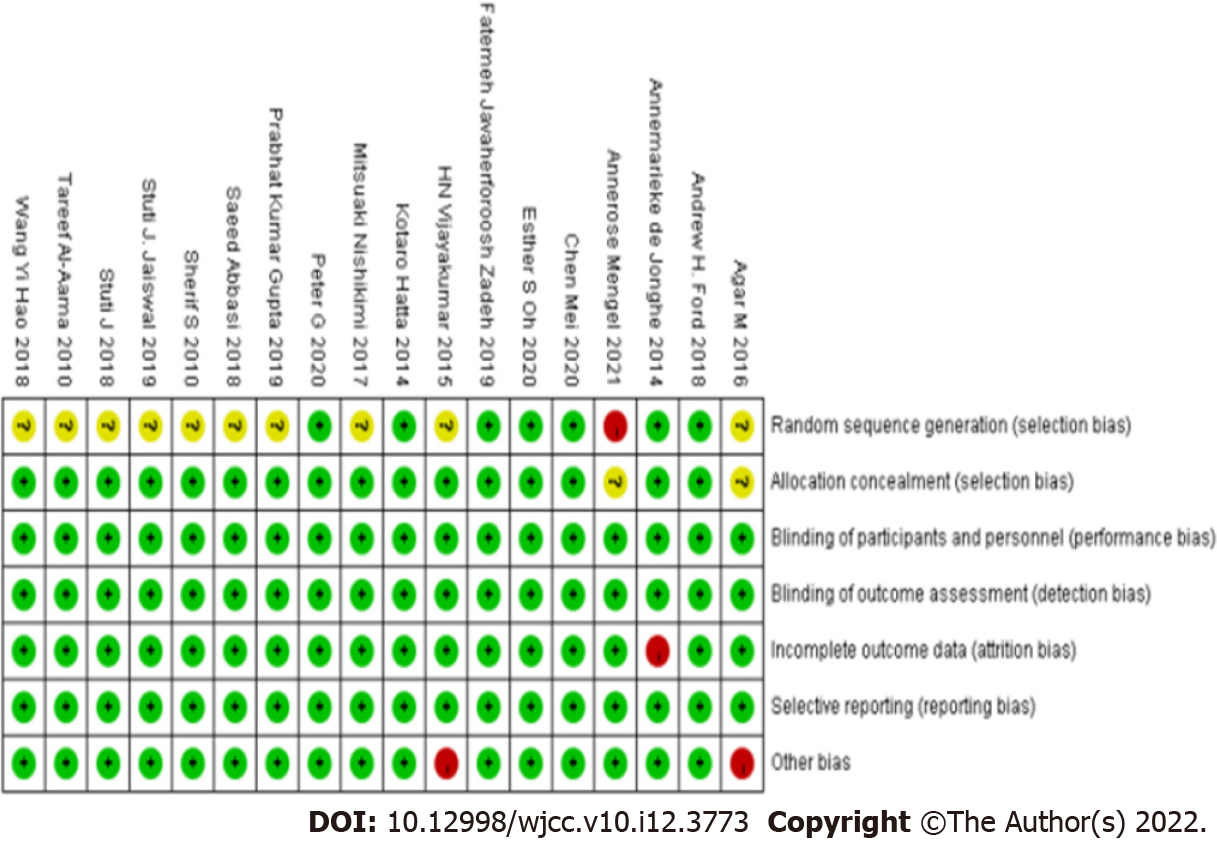 Fatemeh Javaherforoosh Zadeh 2019
Annemarieke de Jonghe 2014
Prabhat Kumar Gupta 2019
Mitsuaki Nishikimi 2017
Annerose Mengel 2021
HN Vijayakumar 2015
Andrew H. Ford 2018
Tareef Al-Aama 2010
Stuti J. Jaiswal 2019
Saeed Abbasi 2018
Wang Yi Hao 2018
Kotaro Hatta 2014
Esther S Oh 2020
Chen Mei 2020
Sherif S 2010
Peter G 2020
Agar M 2016
Stuti J 2018
? ? ? ? ? ? ? + ? + ? + + + - + + ? Random sequence generation (selection bias)
+ + + + + + + + + + + + + + ? + + ? Allocation concealment (selection bias)
+ + + + + + + + + + + + + + + + + + Blinding of participants and personnel (performance bias)
+ + + + + + + + + + + + + + + + + + Blinding of outcome assessment (detection bias)
+ + + + + + + + + + + + + + + - + + Incomplete outcome data (attrition bias)
+ + + + + + + + + + + + + + + + + + Selective reporting (reporting bias)
+ + + + + + + + + + - + + + + + + - Other bias
DOI: 10.12998/wjcc.v10.i12.3773 Copyright ©The Author(s) 2022.